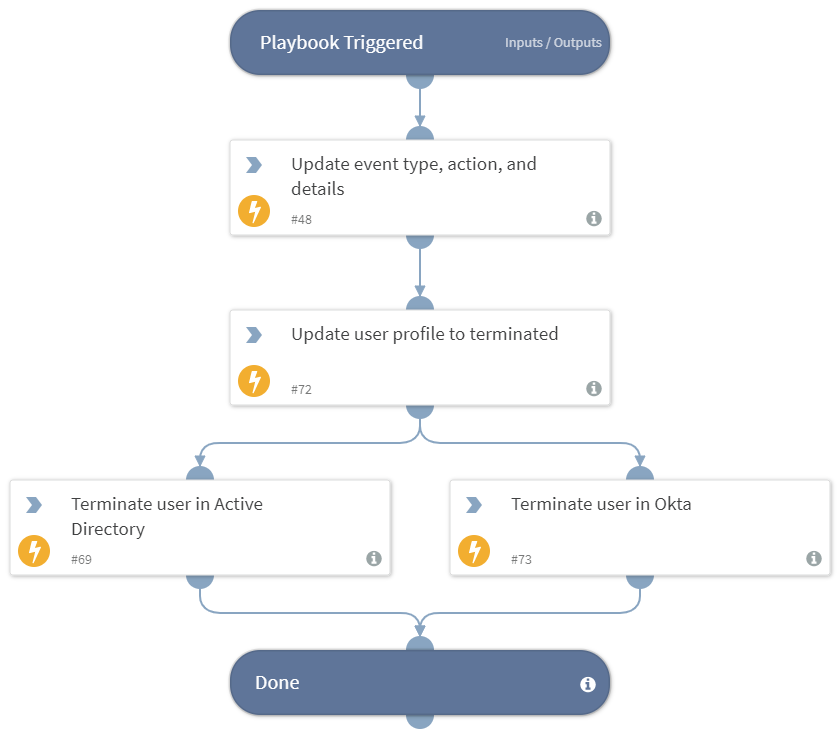 Playbook Triggered Inputs / Outputs
Update event type, action, and
details
#48
Update user profile to terminated
#72
Terminate user in Active
Directory
#69
Terminate user in Okta
#73
Done